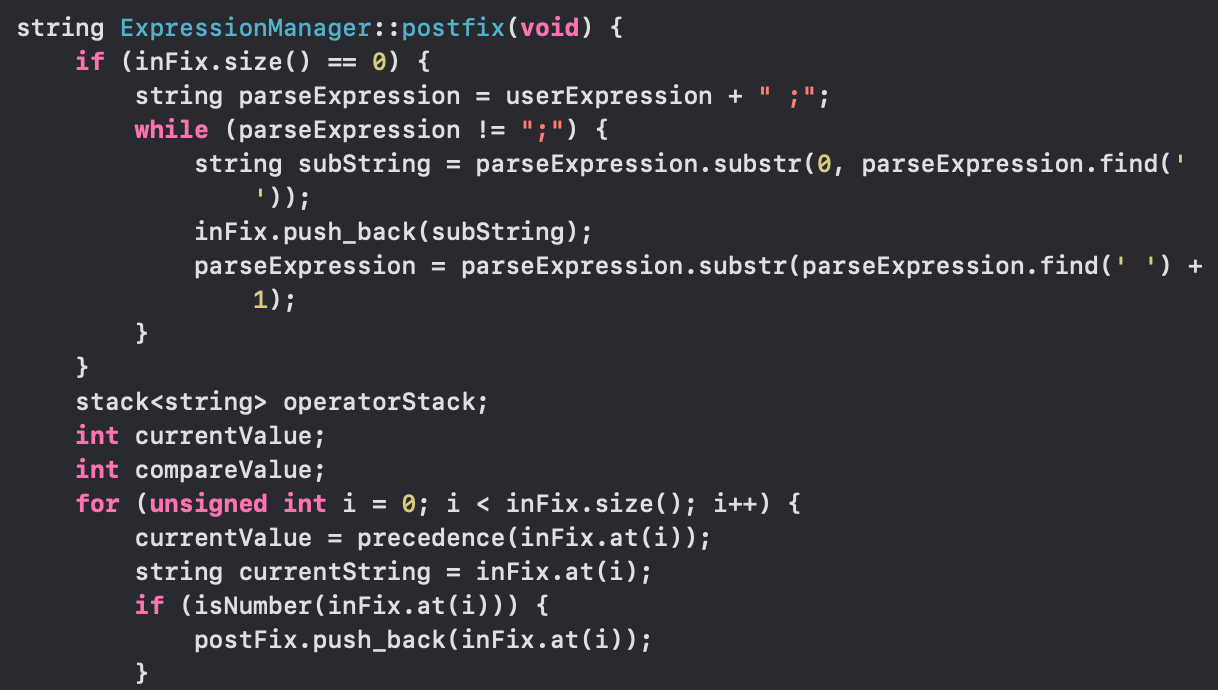 string ExpressionManager::postfix(void) {
    if (inFix.size() == 0) {
        string parseExpression = userExpression + " ;";
        while (parseExpression != ";") {
            string subString = parseExpression.substr(0, parseExpression.find('
                '));
            inFix.push_back(subString);
            parseExpression = parseExpression.substr(parseExpression.find(' ') +
                1);
        }
    }
    stack<string> operatorStack;
    int currentValue;
    int compareValue;
    for (unsigned int i = 0; i < inFix.size(); i++) {
        currentValue = precedence(inFix.at(i));
        string currentString = inFix.at(i);
        if (isNumber(inFix.at(i))) {
            postFix.push_back(inFix.at(i));
        }